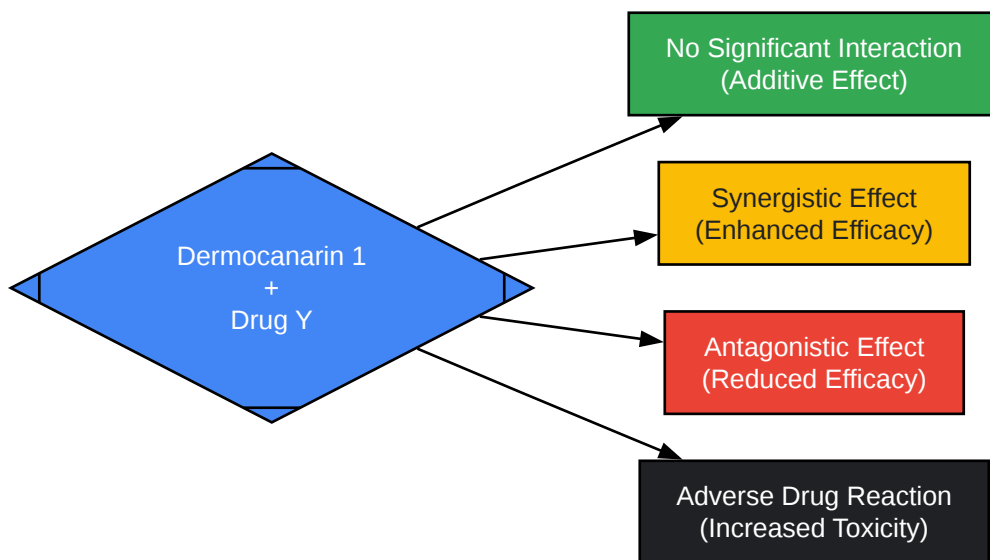 No Significant Interaction
(Additive Effect)
Synergistic Effect
(Enhanced Efficacy)
Dermocanarin 1
+
Drug Y
Antagonistic Effect
(Reduced Efficacy)
Adverse Drug Reaction
(Increased Toxicity)